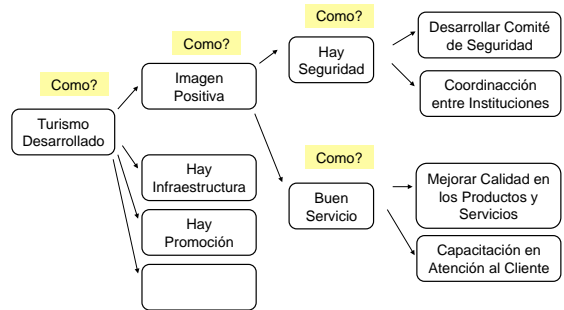 Como?
Desarrollar Comité
de Seguridad
Como?
Hay
Seguridad
Como?
Imagen
Positiva
Coordinacción
entre Instituciones
Turismo
Desarrollado
Como?
Hay
Infraestructura
Mejorar Calidad en
los Productos y
Servicios
Buen
Servicio
Hay
Promoción
Capacitación en
Atención al Cliente